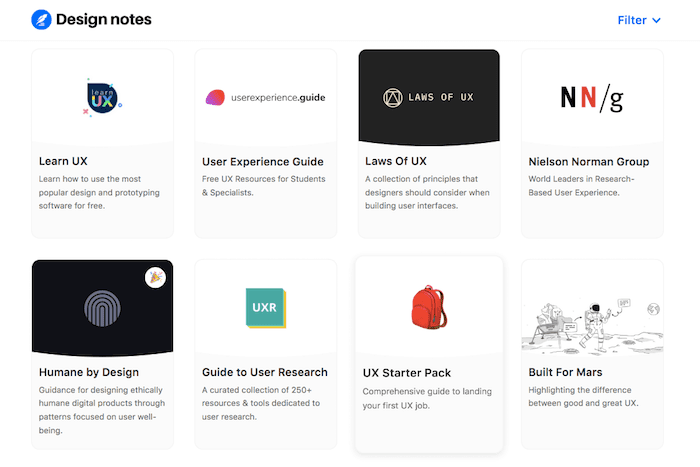 Design notes
Filter
learn
UX
userexperience.guide
LAWS OF UX
NN/g
Learn UX
Learn how to use the most
popular design and prototyping
software for free.
User Experience Guide
Free UX Resources for Students
& Specialists.
Laws Of UX
A collection of principles that
designers should consider when
building user interfaces.
Nielson Norman Group
World Leaders in Research-
Based User Experience.
UXR
Humane by Design
Guidance for designing ethically
humane digital products through
patterns focused on user well-
being.
Guide to User Research
A curated collection of 250+
resources & tools dedicated to
user research.
UX Starter Pack
Comprehensive guide to landing
your first UX job.
Built For Mars
Highlighting the difference
between good and great UX.